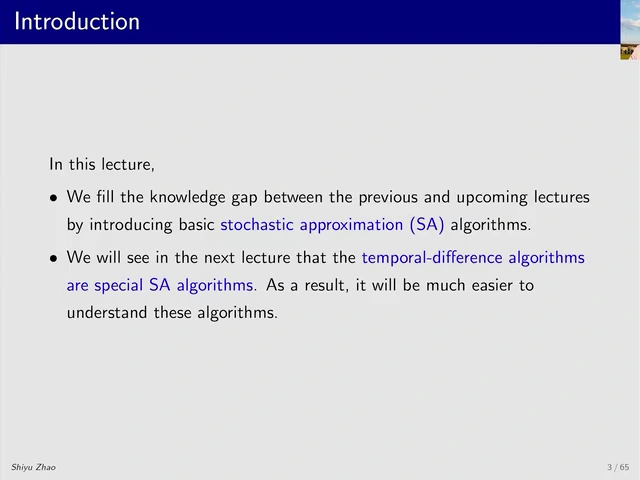 Introduction
In this lecture,
• We fill the knowledge gap between the previous and upcoming lectures
by introducing basic stochastic approximation (SA) algorithms.
• We will see in the next lecture that the temporal-difference algorithms
are special SA algorithms. As a result, it will be much easier to
understand these algorithms.
Shiyu Zhao
3 / 65